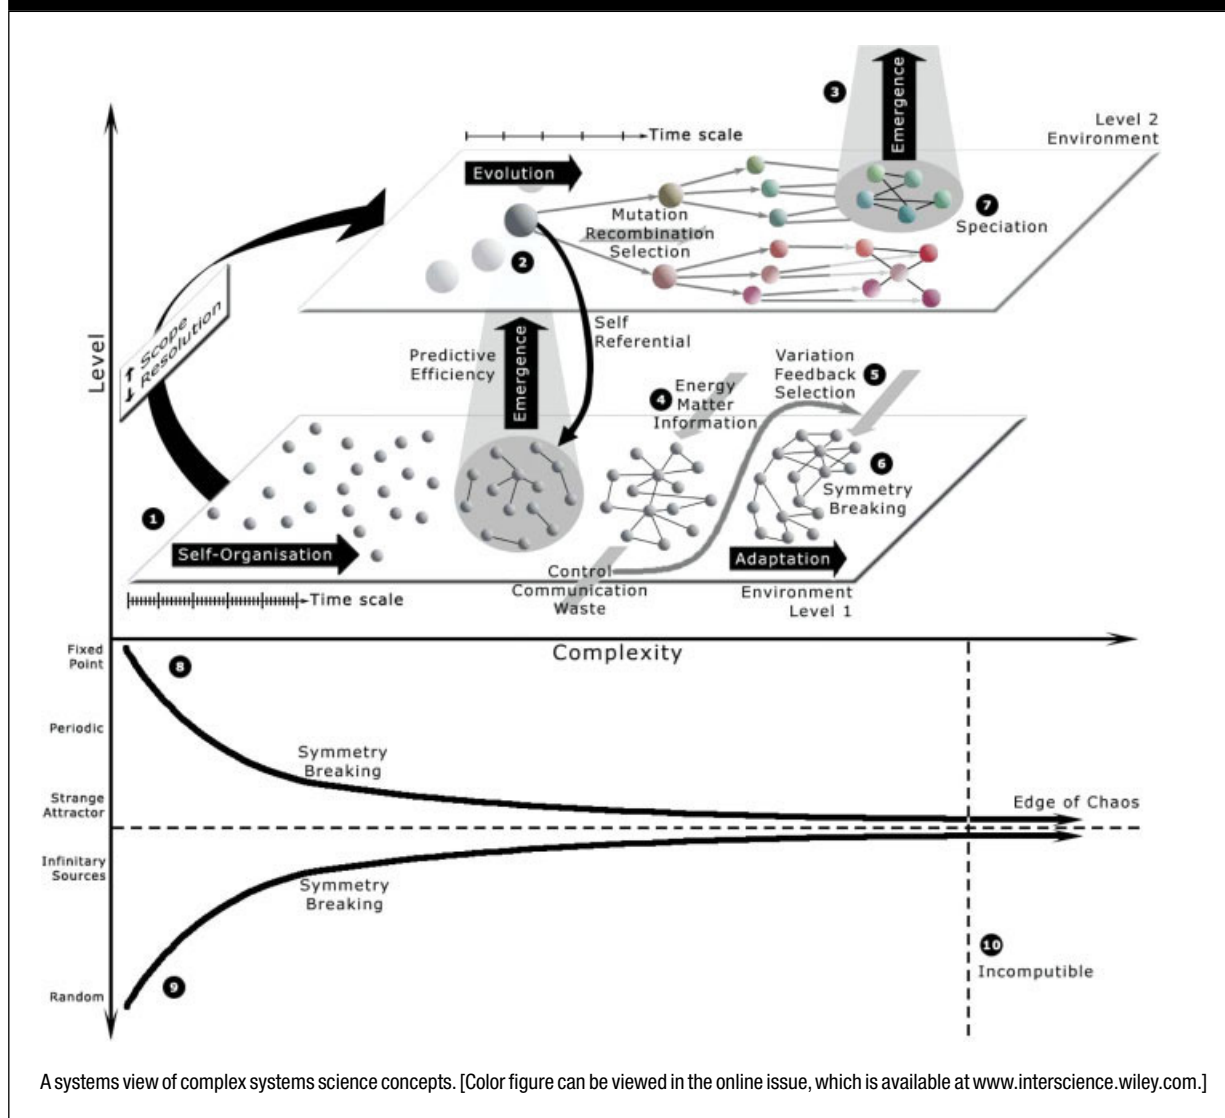 3
Emergence
Level 2
Environment
Time scale
Evolution
Mutation
Recombination
Selection
7
Speciation
2
Scope
Resolution
Level
Self
Referential
Predictive
Efficiency
Emergence
Variation
Feedback
Selection
5
4
Energy
Matter
Information
6
Symmetry
Breaking
1
Self-Organisation
Adaptation
Control
Communication
Waste
Environment
Level 1
Time scale
Complexity
Fixed
Point
8
Periodic
Symmetry
Breaking
Strange
Attractor
Edge of Chaos
Infinitary
Sources
Symmetry
Breaking
10
Incomputible
9
Random
A systems view of complex systems science concepts. [Color figure can be viewed in the online issue, which is available at www.interscience.wiley.com.]